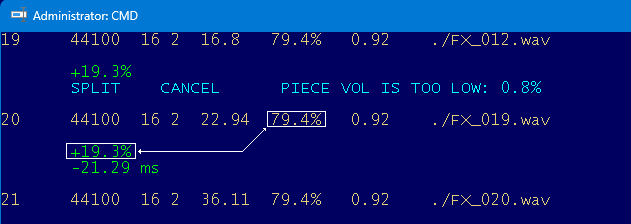 Administrator: CMD
19 44100 16 2 16.8 79.4% 0.92 ./FX_012.wav
+19.3%
SPLIT CANCEL PIECE VOL IS TOO LOW: 0.8%
20 44100 16 2 22.94 79.4% 0.92 ./FX_019.wav
+19.3%
-21.29 ms
21 44100 16 2 36.11 79.4% 0.92 ./FX_020.wav